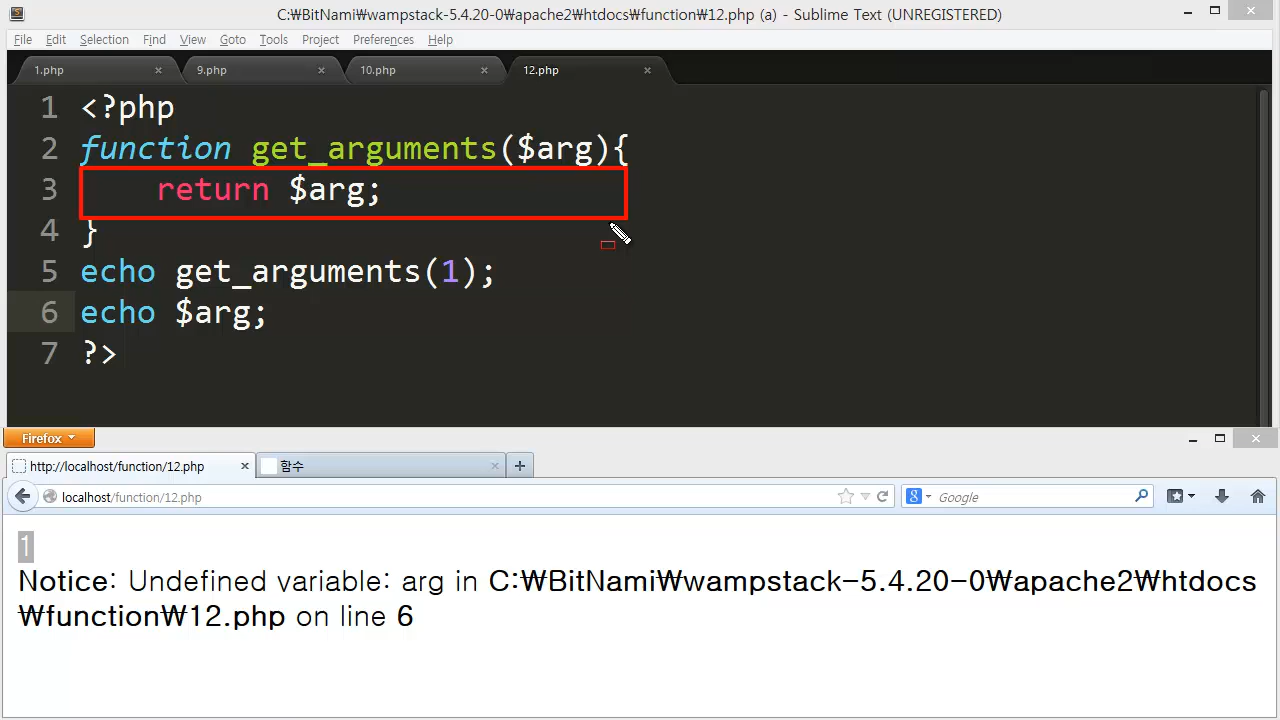 C:₩BitNami₩wampstack-5.4.20-0₩apache2₩htdocs₩function₩12.php (a) - Sublime Text (UNREGISTERED)
File Edit Selection Find View Goto Tools Project Preferences Help
1.php × 9.php × 10.php × 12.php ×
1 <?php
2 function get_arguments($arg){
3 return $arg;
4 }
5 echo get_arguments(1);
6 echo $arg;
7 ?>
Firefox
http://localhost/function/12.php × 함수 × +
localhost/function/12.php Google
1
Notice: Undefined variable: arg in C:₩BitNami₩wampstack-5.4.20-0₩apache2₩htdocs
₩function₩12.php on line 6